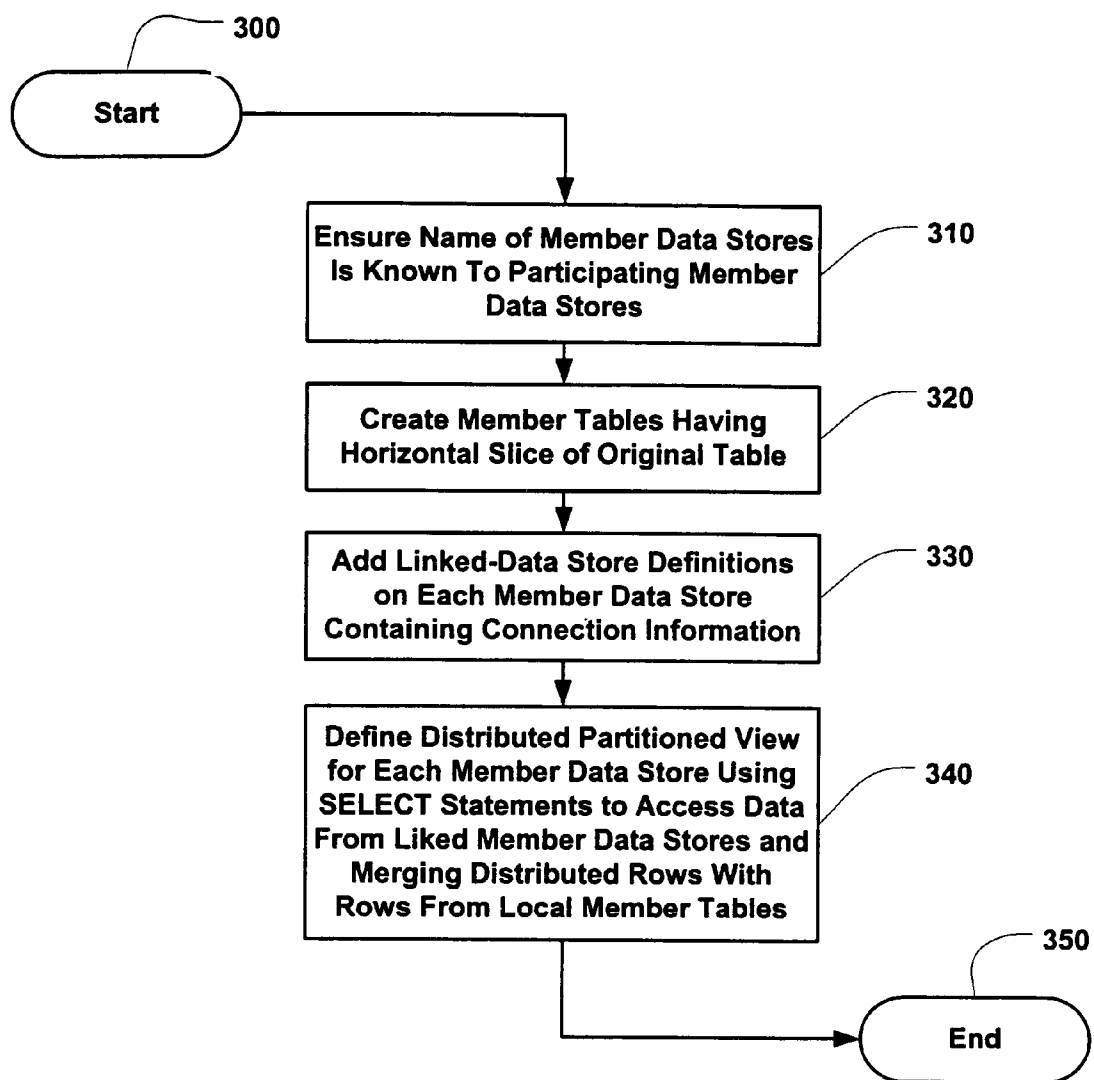 300
Start
Ensure Name of Member Data Stores
Is Known To Participating Member
Data Stores
310
Create Member Tables Having
Horizontal Slice of Original Table
320
Add Linked-Data Store Definitions
on Each Member Data Store
Containing Connection Information
330
Define Distributed Partitioned View
for Each Member Data Store Using
SELECT Statements to Access Data
From Liked Member Data Stores and
Merging Distributed Rows With
Rows From Local Member Tables
340
350
End